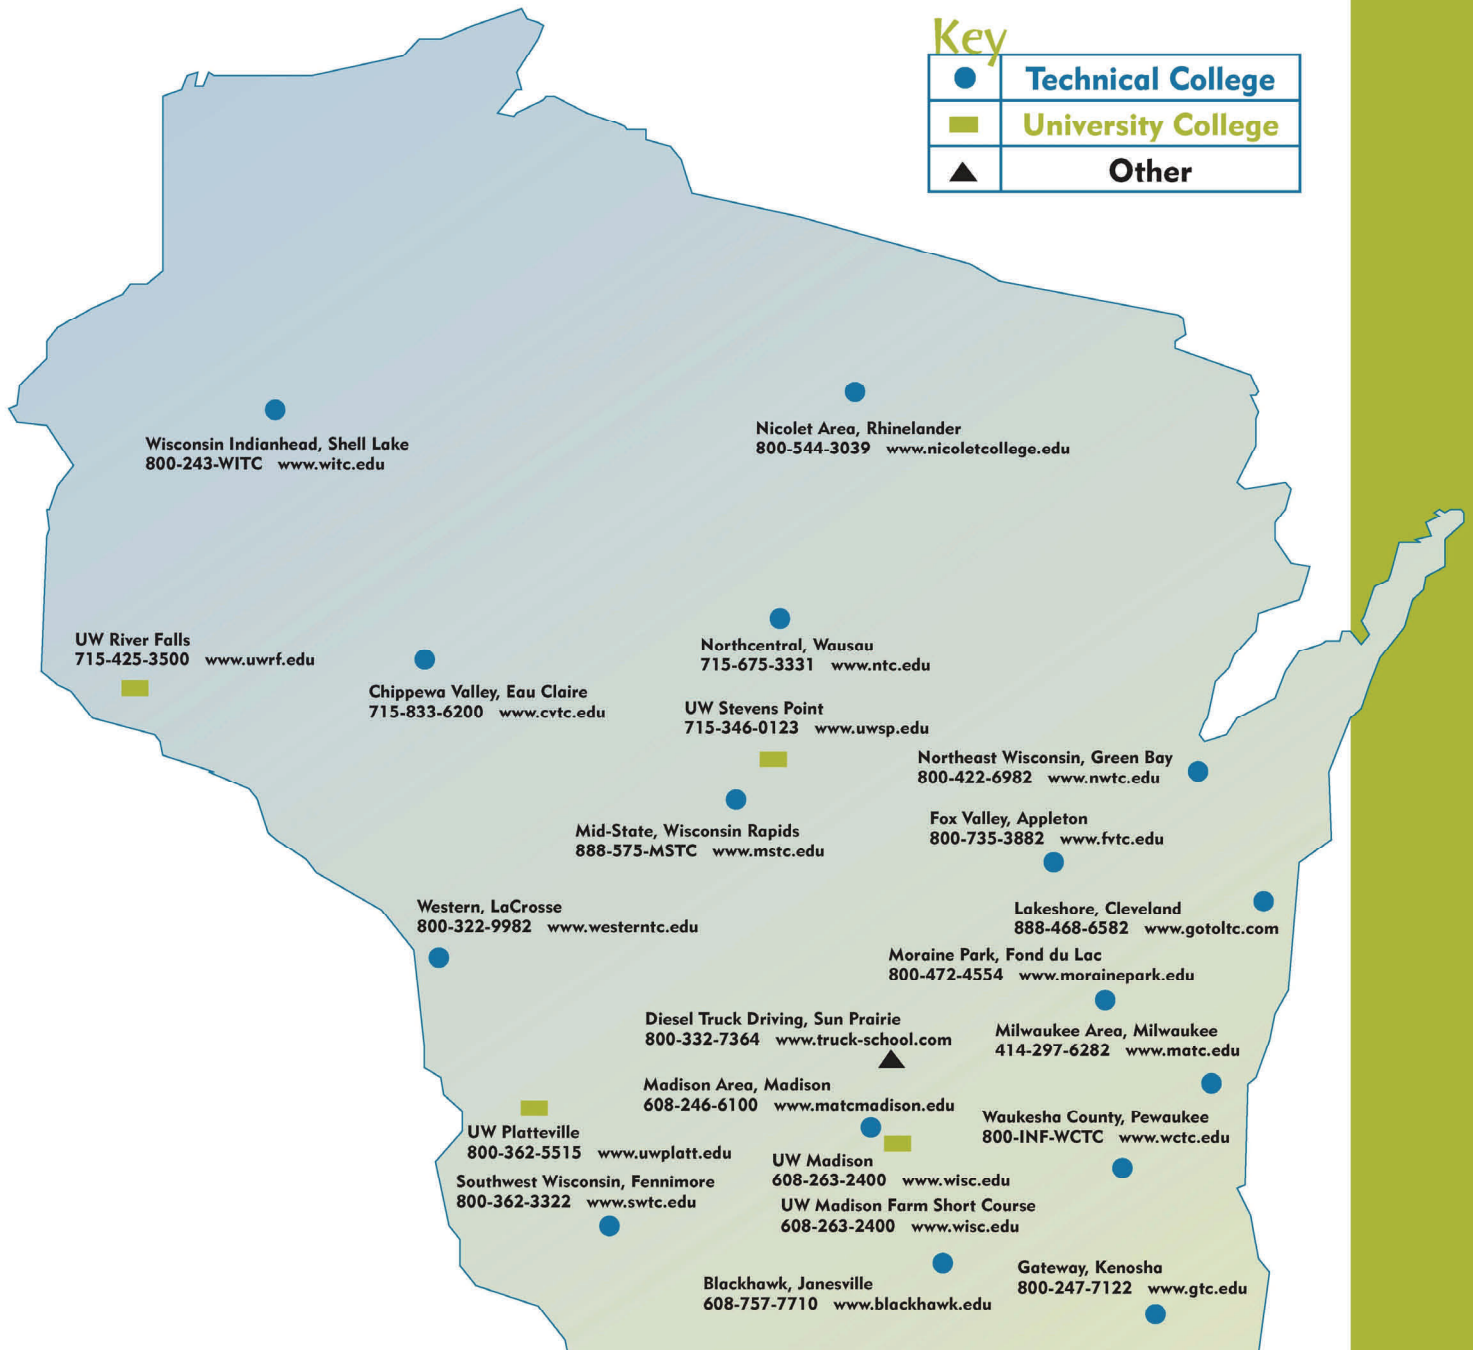 Key
Technical College
University College
Other
Wisconsin Indianhead, Shell Lake
800-243-WITC www.witc.edu
Nicolet Area, Rhinelander
800-544-3039 www.nicoletcollege.edu
UW River Falls
715-425-3500 www.uwrf.edu
Chippewa Valley, Eau Claire
715-833-6200 www.cvtc.edu
Northcentral, Wausau
715-675-3331 www.ntc.edu
UW Stevens Point
715-346-0123 www.uwsp.edu
Northeast Wisconsin, Green Bay
800-422-6982 www.nwtc.edu
Mid-State, Wisconsin Rapids
888-575-MSTC www.mstc.edu
Fox Valley, Appleton
800-735-3882 www.fvtc.edu
Western, LaCrosse
800-322-9982 www.westerntc.edu
Lakeshore, Cleveland
888-468-6582 www.gotoltc.com
Moraine Park, Fond du Lac
800-472-4554 www.morainepark.edu
Diesel Truck Driving, Sun Prairie
800-332-7364 www.truck-school.com
Milwaukee Area, Milwaukee
414-297-6282 www.matc.edu
Madison Area, Madison
608-246-6100 www.matcmadison.edu
Waukesha County, Pewaukee
800-INF-WCTC www.wctc.edu
UW Platteville
800-362-5515 www.uwplatt.edu
UW Madison
608-263-2400 www.wisc.edu
Southwest Wisconsin, Fennimore
800-362-3322 www.swtc.edu
UW Madison Farm Short Course
608-263-2400 www.wisc.edu
Blackhawk, Janesville
608-757-7710 www.blackhawk.edu
Gateway, Kenosha
800-247-7122 www.gtc.edu